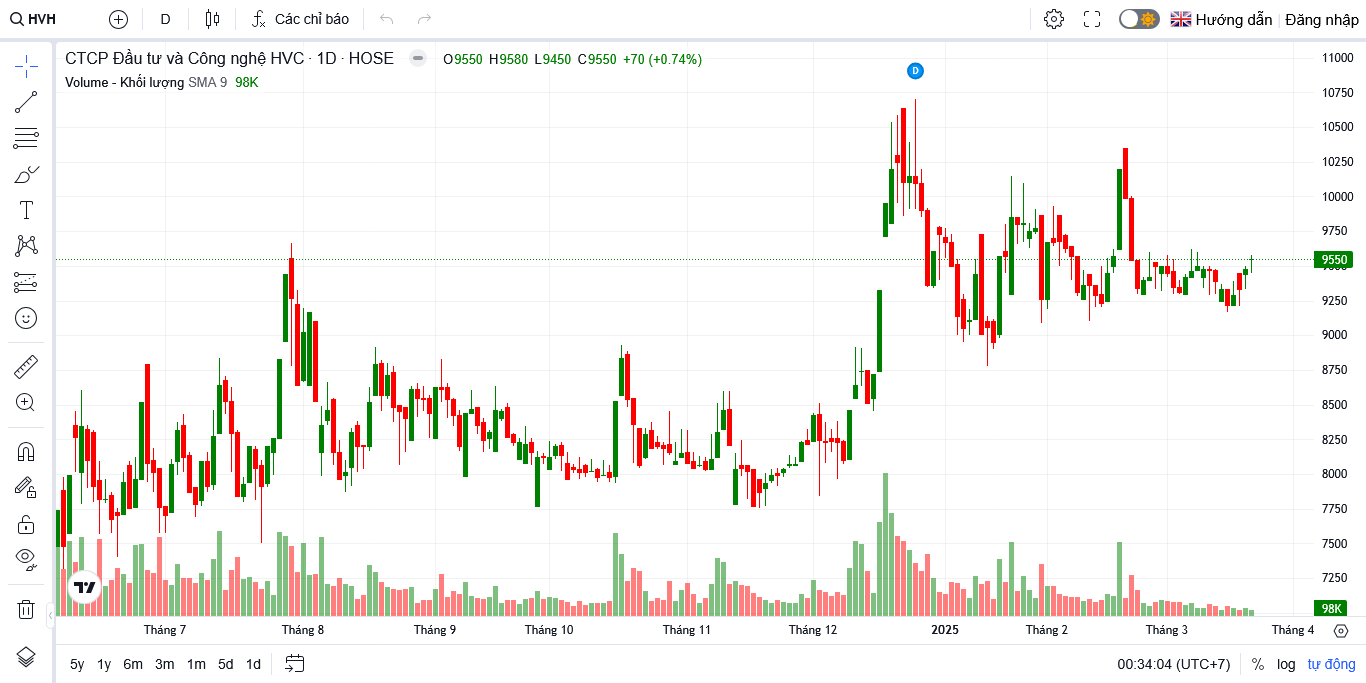 HVH D Các chỉ báo Hướng dẫn Đăng nhập
CTCP Đầu tư và Công nghệ HVC · 1D · HOSE O9550 H9580 L9450 C9550 +70 (+0.74%)
Volume - Khối lượng SMA 9 98K
D
11000
10750
10500
10250
10000
9750
9550
9500
9250
9000
8750
8500
8250
8000
7750
7500
7250
98K
Tháng 7 Tháng 8 Tháng 9 Tháng 10 Tháng 11 Tháng 12 2025 Tháng 2 Tháng 3 Tháng 4
5y 1y 6m 3m 1m 5d 1d 00:34:04 (UTC+7) % log tự động